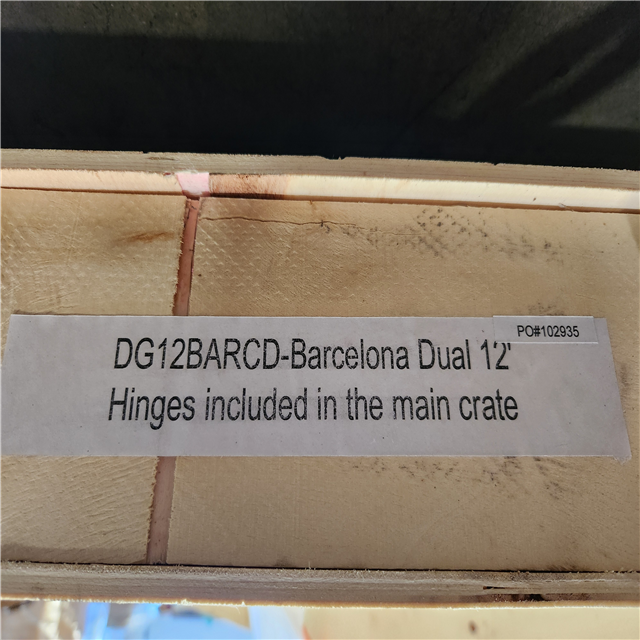 PO#102935
DG12BARCD-Barcelona Dual 12'
Hinges included in the main crate